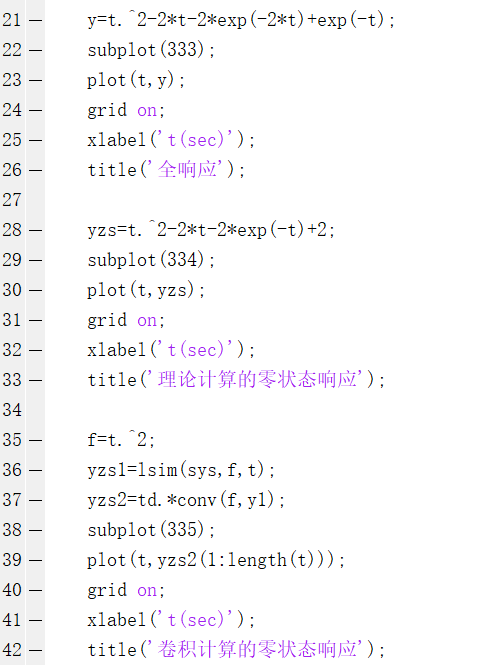 21 — y=t.^2-2*t-2*exp(-2*t)+exp(-t);
22 — subplot(333);
23 — plot(t,y);
24 — grid on;
25 — xlabel('t(sec)');
26 — title('全响应');
27
28 — yzs=t.^2-2*t-2*exp(-t)+2;
29 — subplot(334);
30 — plot(t,yzs);
31 — grid on;
32 — xlabel('t(sec)');
33 — title('理论计算的零状态响应');
34
35 — f=t.^2;
36 — yzs1=lsim(sys,f,t);
37 — yzs2=td.*conv(f,y1);
38 — subplot(335);
39 — plot(t,yzs2(1:length(t)));
40 — grid on;
41 — xlabel('t(sec)');
42 — title('卷积计算的零状态响应');